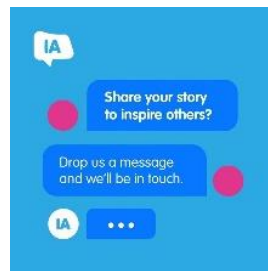 IA
Share your story
to inspire others?
Drop us a message
and we'll be in touch.
IA
...